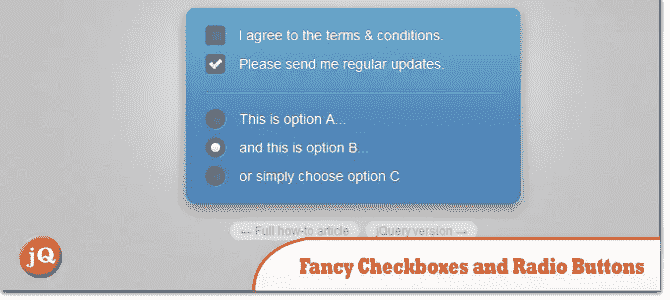 I agree to the terms & conditions.
Please send me regular updates.
This is option A...
and this is option B...
or simply choose option C
← Full how-to article
jQuery version →
jQ
Fancy Checkboxes and Radio Buttons